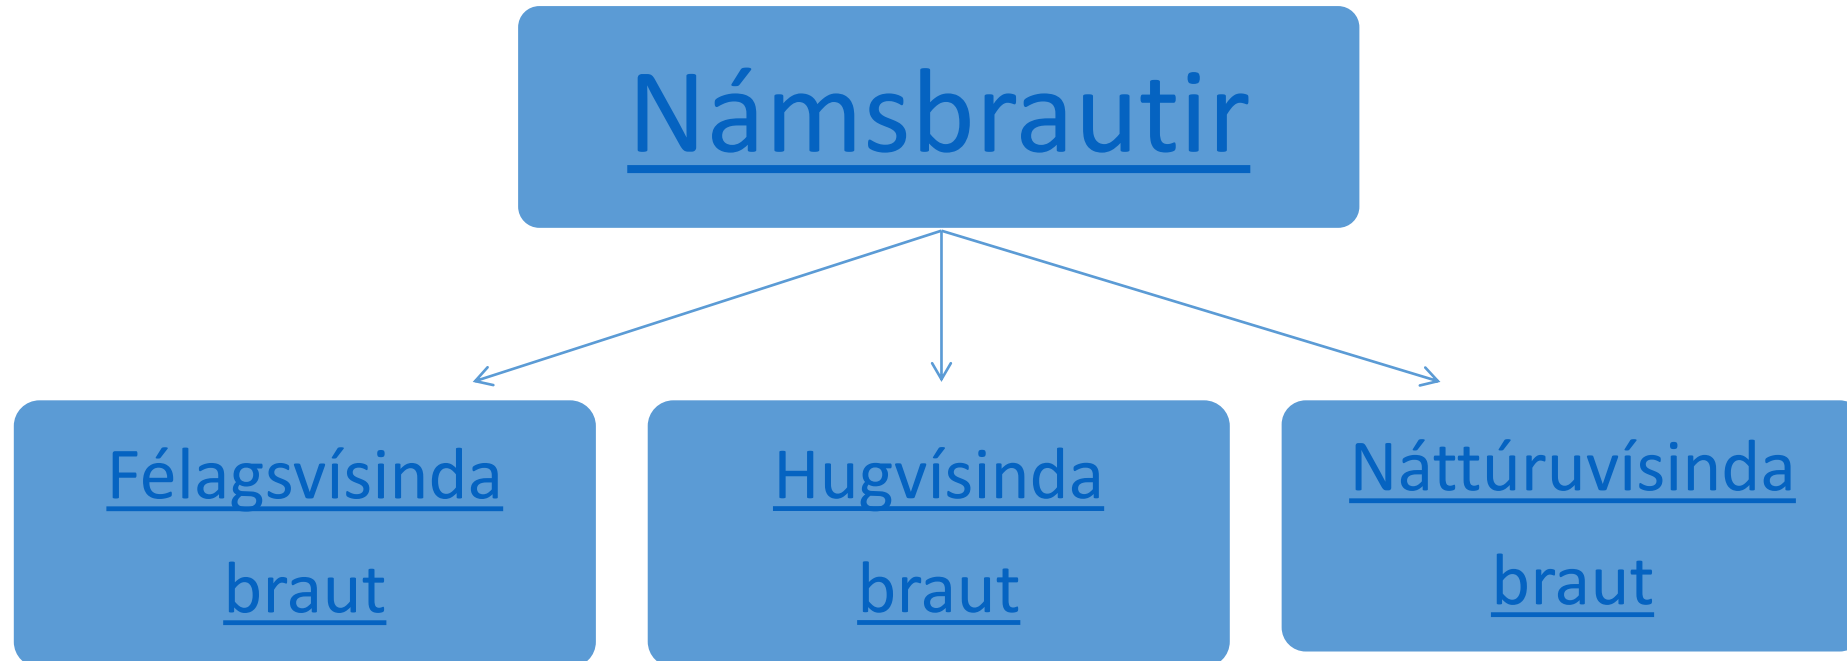 Námsbrautir
Félagsvísinda
braut
Hugvísinda
braut
Náttúruvísinda
braut